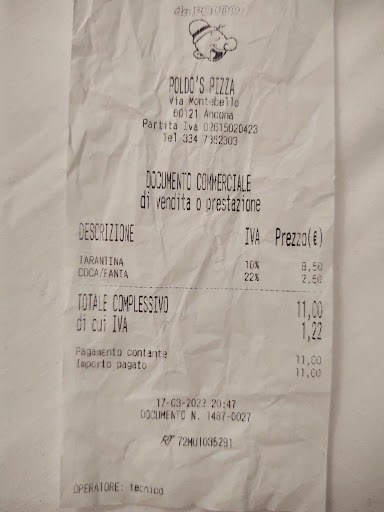 POLDO'S PIZZA
Via Montebello
60121 Ancona
Partita Iva 02615020423
Tel 334 7352303
DOCUMENTO COMMERCIALE
di vendita o prestazione
DESCRIZIONE IVA Prezzo(€)
TARANTINA 10% 8,50
COCA/FANTA 22% 2,50
TOTALE COMPLESSIVO 11,00
di cui IVA 1,22
Pagamento contante 11,00
Importo pagato 11,00
17-03-2022 20:47
DOCUMENTO N. 1487-0027
RT 72MU1035291
OPERATORE: tecnico